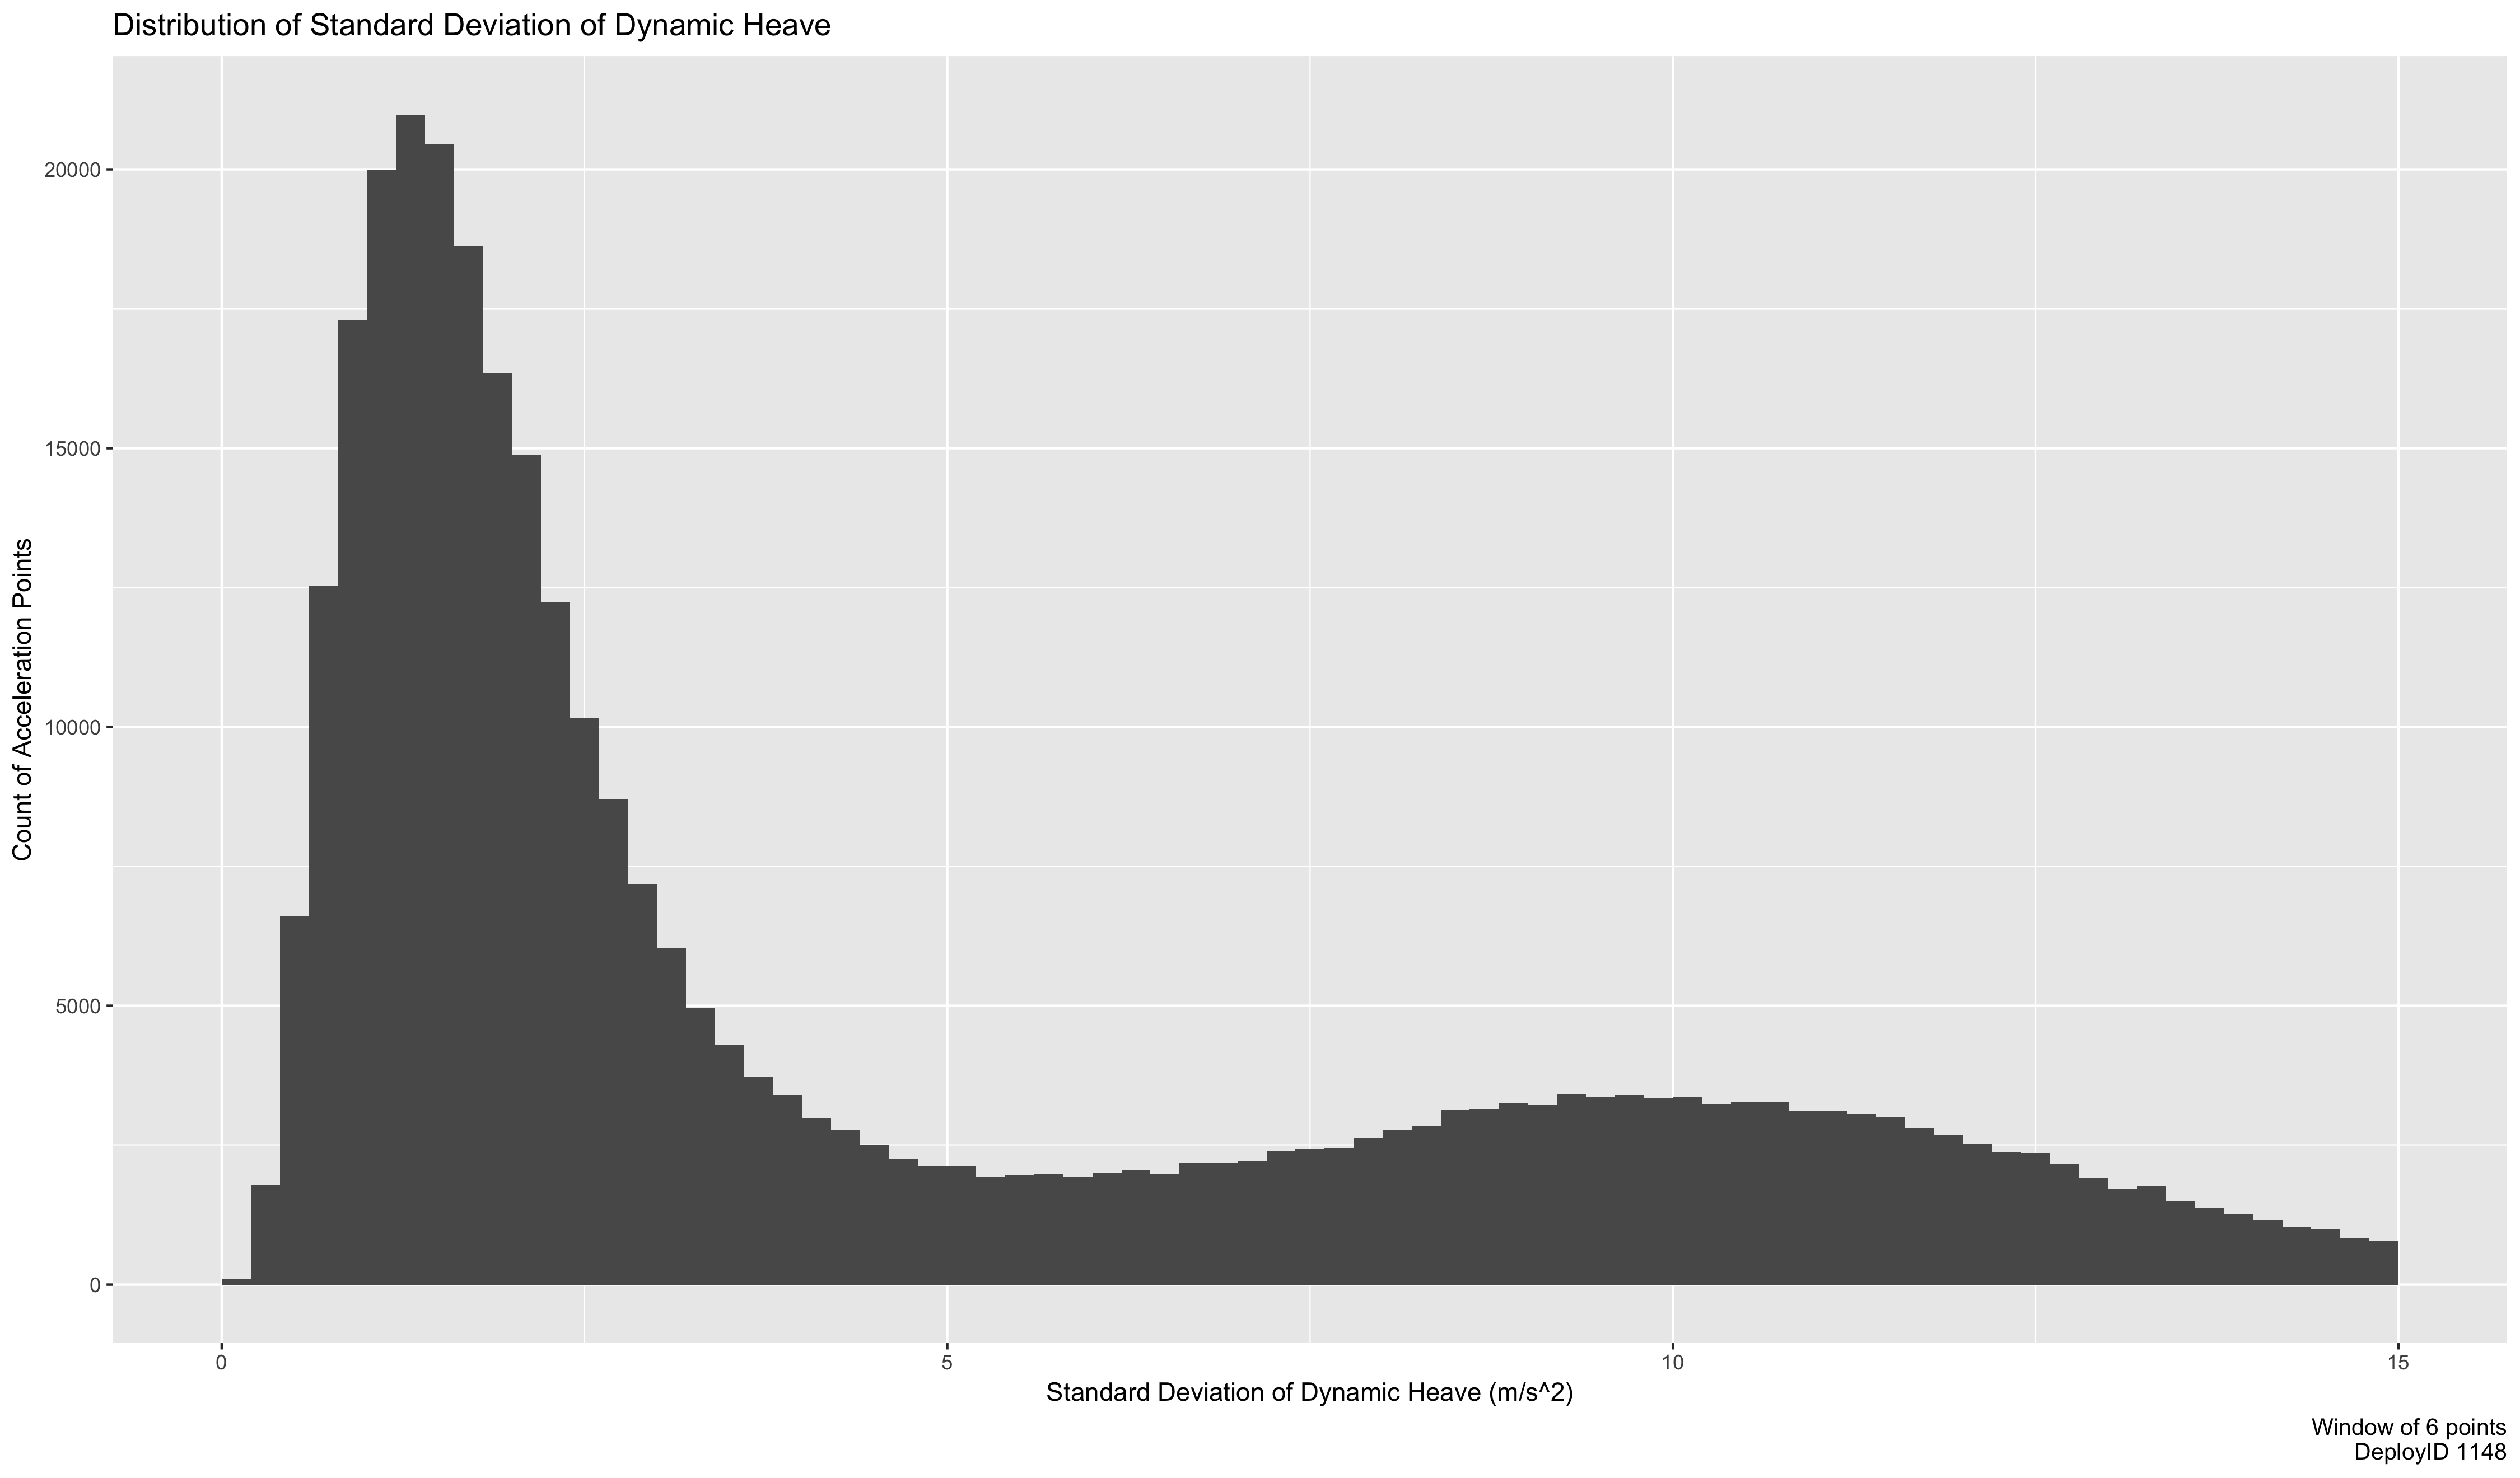 Distribution of Standard Deviation of Dynamic Heave
Count of Acceleration Points
20000
15000
10000
5000
0
0 5 10 15
Standard Deviation of Dynamic Heave (m/s^2)
Window of 6 points
DeployID 1148